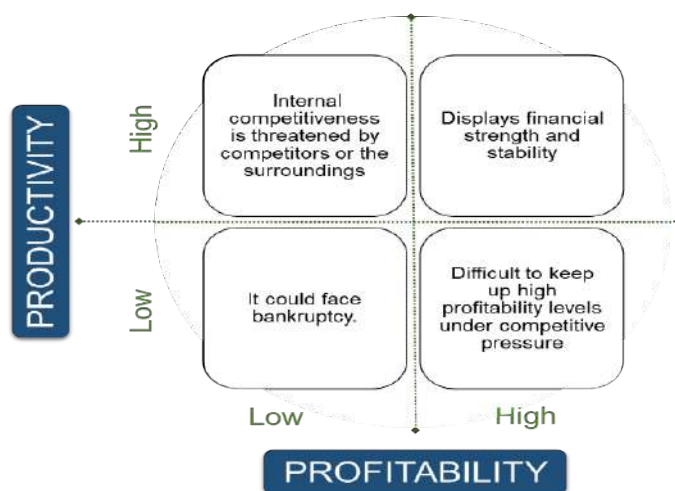 PRODUCTIVITY
High
Internal
competitiveness
is threatened by
competitors or the
surroundings
Displays financial
strength and
stability
Low
It could face
bankruptcy.
Difficult to keep
up high
profitability levels
under competitive
pressure
Low
High
PROFITABILITY